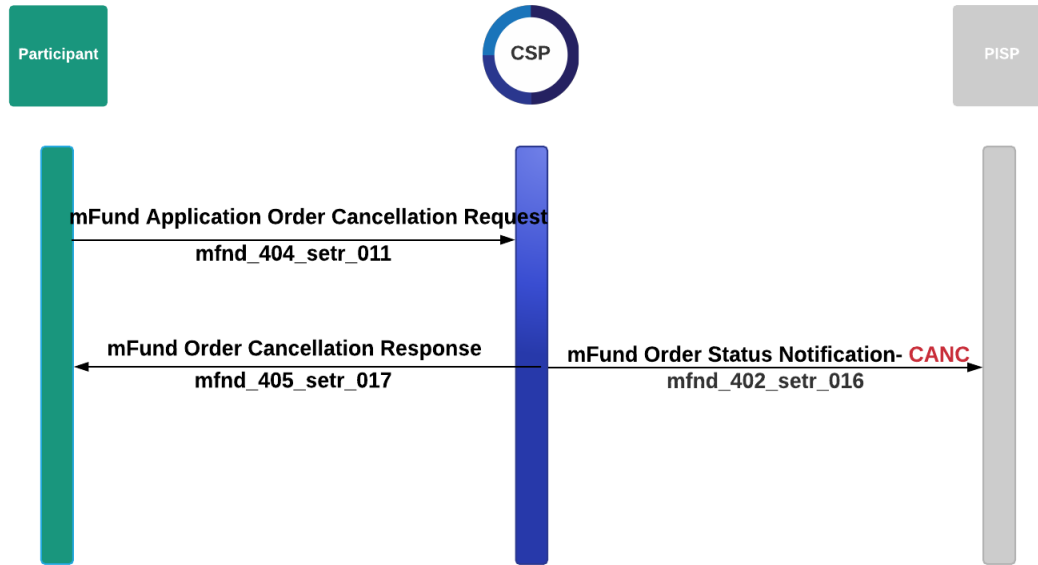 Participant
CSP
PISP
mFund Application Order Cancellation Request
mfnd_404_setr_011
mFund Order Cancellation Response
mfnd_405_setr_017
mFund Order Status Notification- CANC
mfnd_402_setr_016